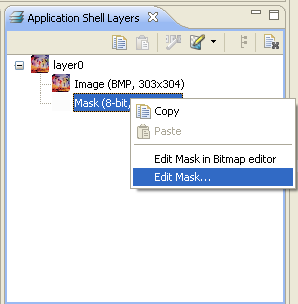 Application Shell Layers
layer0
Image (BMP, 303x304)
Mask (8-bit,
Copy
Paste
Edit Mask in Bitmap editor
Edit Mask...